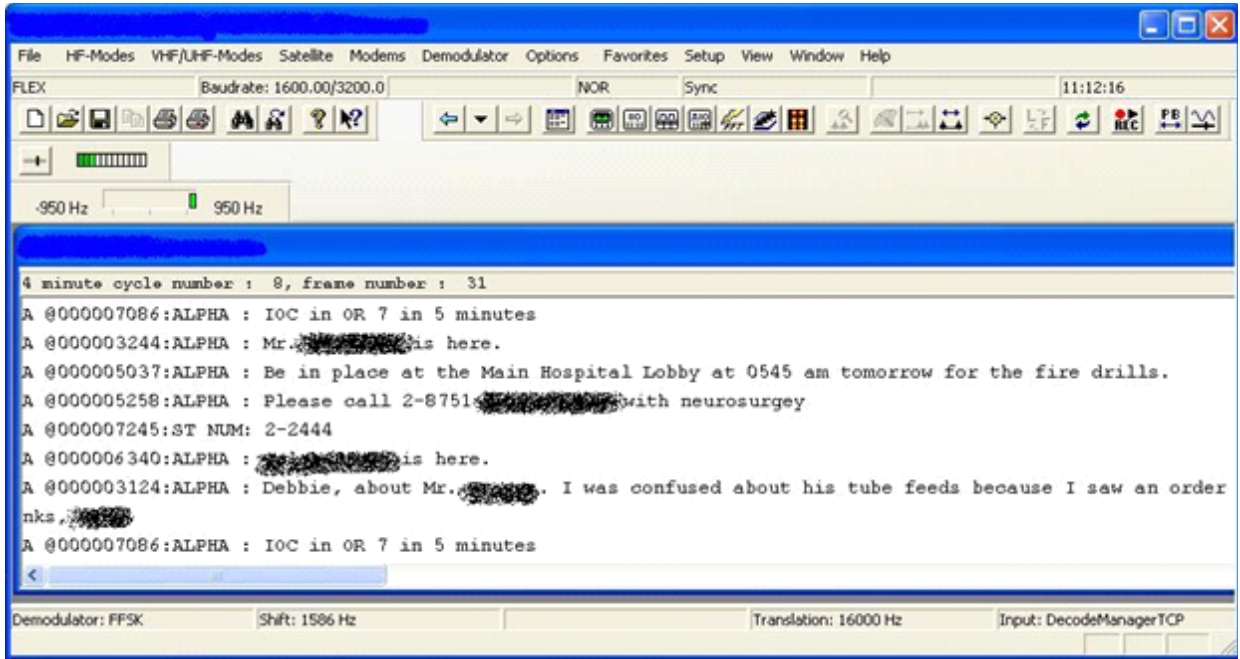 File HF-Modes VHF/UHF-Modes Satellite Modems Demodulator Options Favorites Setup View Window Help
FLEX Baudrate: 1600.00/3200.0 NOR Sync 11:12:16
REC PB
-950 Hz 950 Hz
4 minute cycle number : 8, frame number : 31
A @000007086:ALPHA : IOC in OR 7 in 5 minutes
A @000003244:ALPHA : Mr. is here.
A @000005037:ALPHA : Be in place at the Main Hospital Lobby at 0545 am tomorrow for the fire drills.
A @000005258:ALPHA : Please call 2-8751 with neurosurgey
A @000007245:ST NUM: 2-2444
A @000006340:ALPHA : is here.
A @000003124:ALPHA : Debbie, about Mr. . I was confused about his tube feeds because I saw an order
nks,
A @000007086:ALPHA : IOC in OR 7 in 5 minutes
Demodulator: FFSK Shift: 1586 Hz Translation: 16000 Hz Input: DecodeManagerTCP